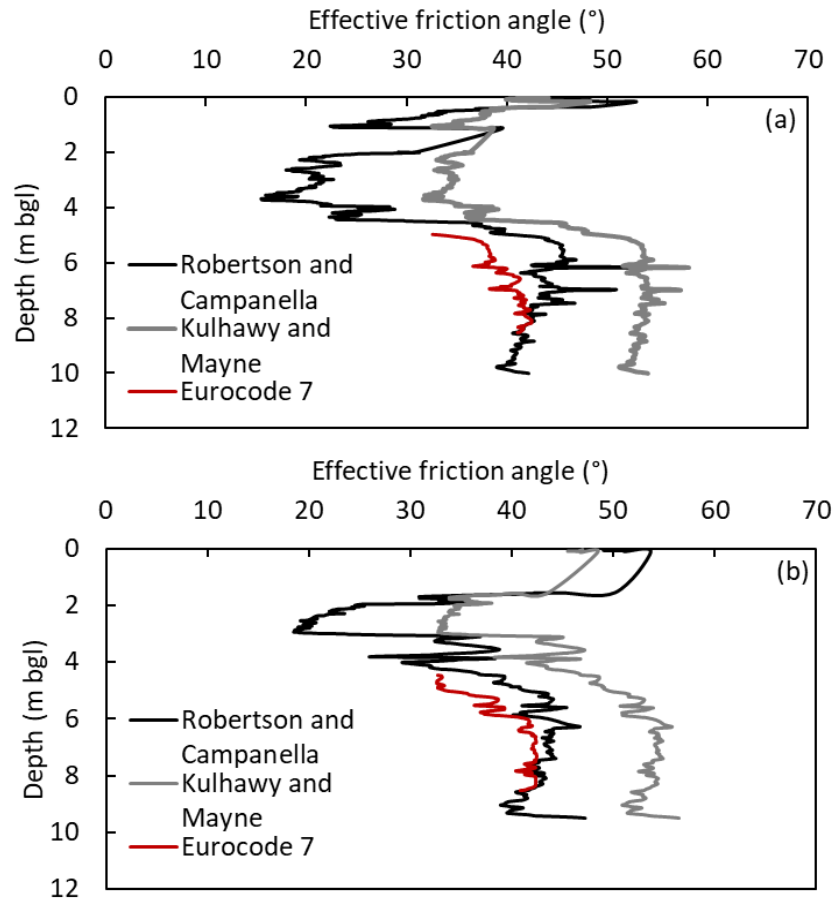 Effective friction angle (°)
0 10 20 30 40 50 60 70
0
(a)
2
4
6
8
10
12
Depth (m bgl)
Robertson and
Campanella
Kulhawy and
Mayne
Eurocode 7
Effective friction angle (°)
0 10 20 30 40 50 60 70
0
(b)
2
4
6
8
10
12
Depth (m bgl)
Robertson and
Campanella
Kulhawy and
Mayne
Eurocode 7